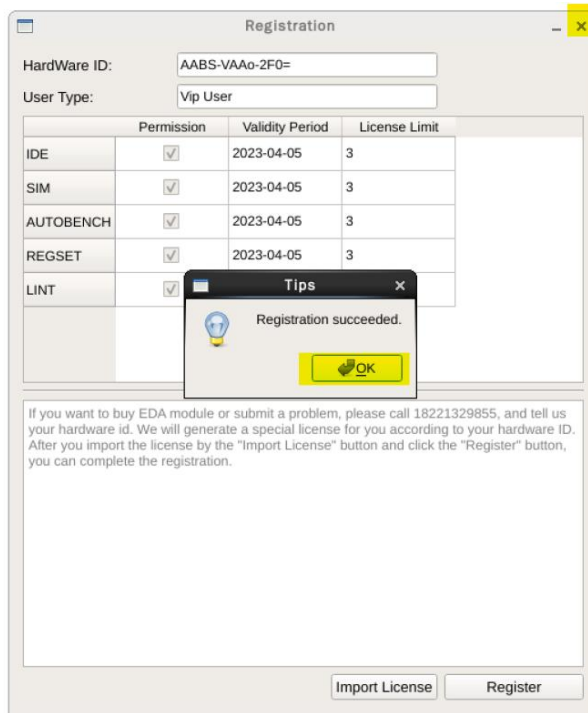 Registration
HardWare ID: AABS-VAAo-2F0=
User Type: Vip User
Permission Validity Period License Limit
IDE 2023-04-05 3
SIM 2023-04-05 3
AUTOBENCH 2023-04-05 3
REGSET 2023-04-05 3
LINT
Tips
Registration succeeded.
OK
If you want to buy EDA module or submit a problem, please call 18221329855, and tell us
your hardware id. We will generate a special license for you according to your hardware ID.
After you import the license by the "Import License" button and click the "Register" button,
you can complete the registration.
Import License Register